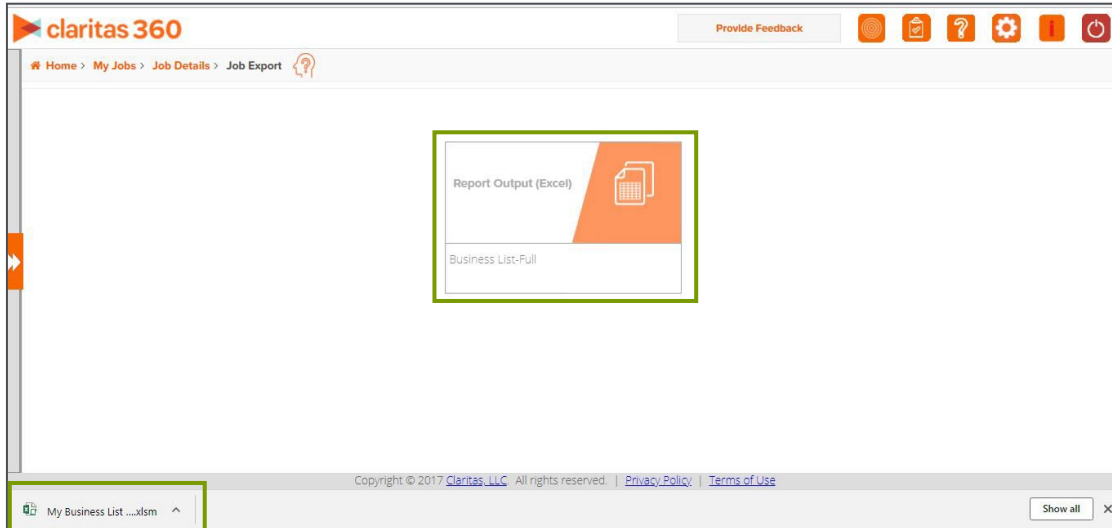 claritas 360
Provide Feedback
Home > My Jobs > Job Details > Job Export
Report Output (Excel)
Business List-Full
Copyright © 2017 Claritas, LLC. All rights reserved. | Privacy Policy | Terms of Use
My Business List ....xlsm
Show all